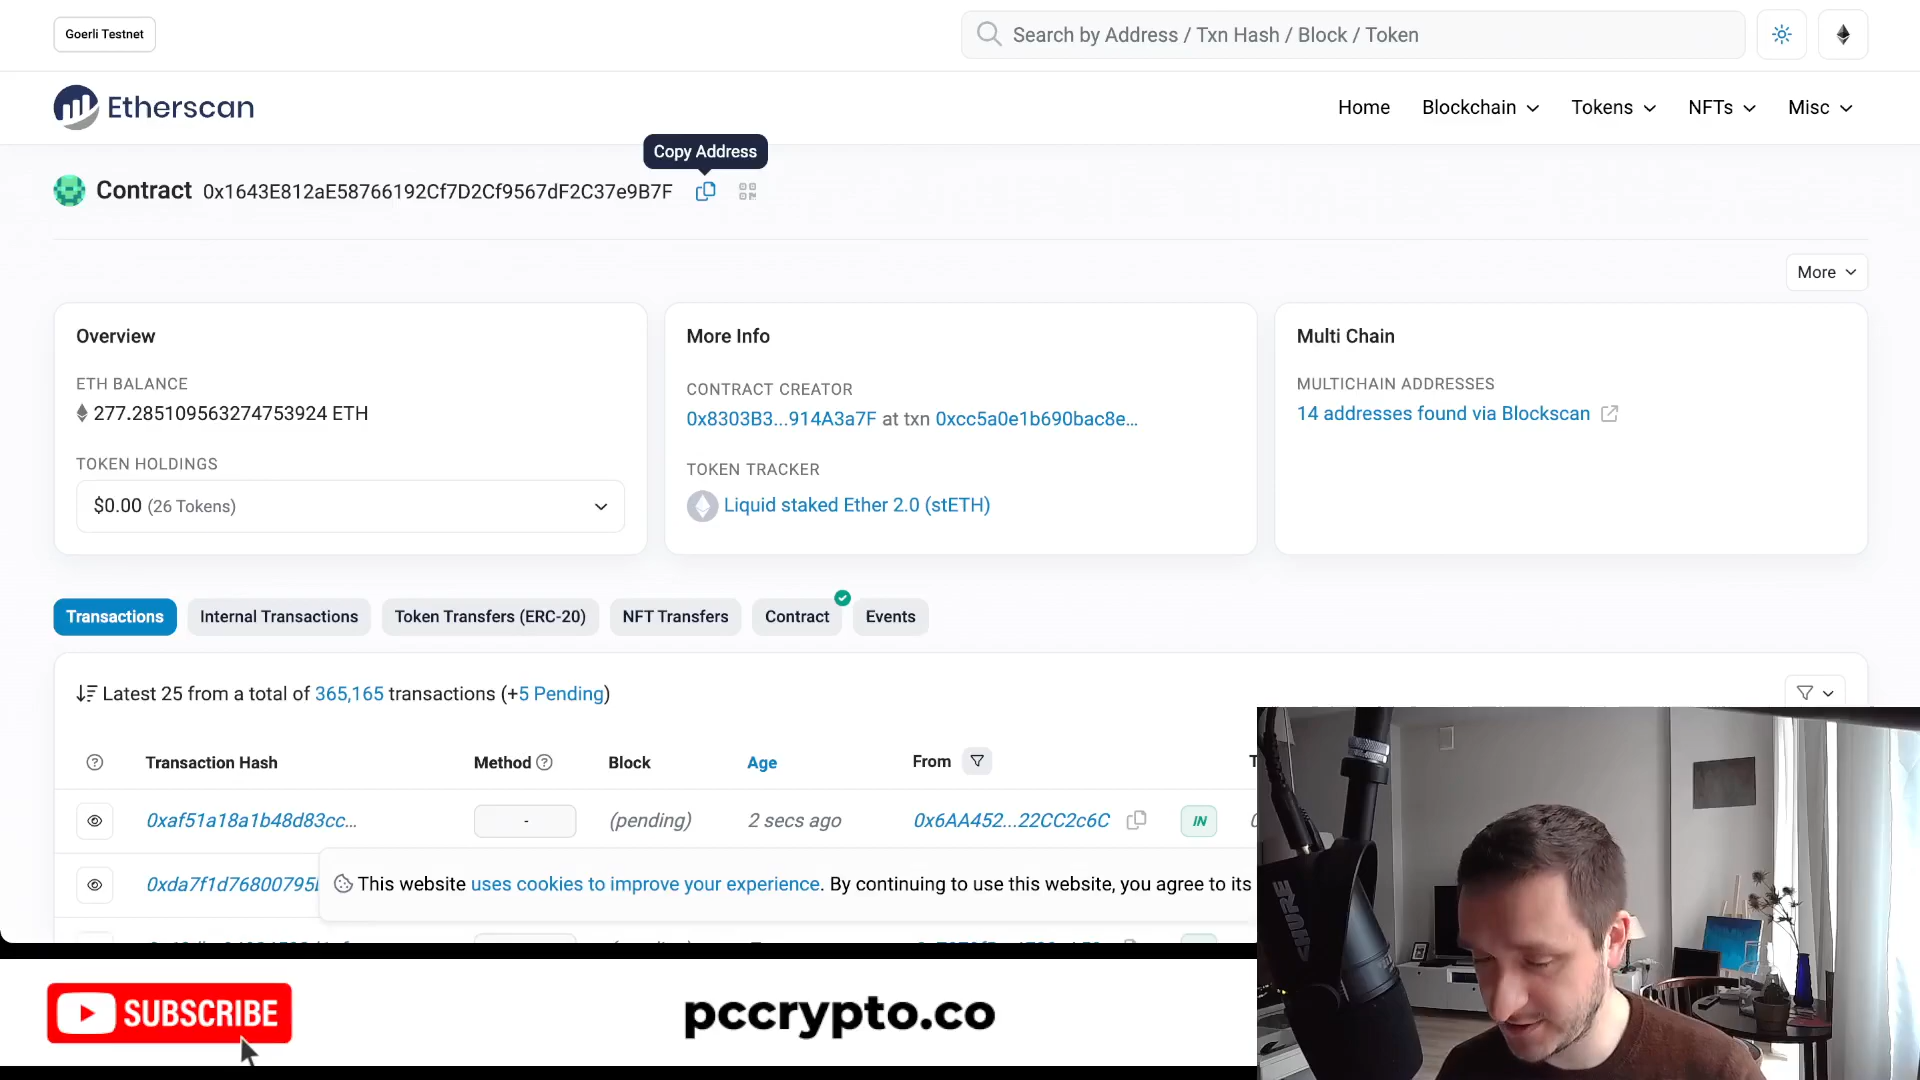 Goerli Testnet
Search by Address / Txn Hash / Block / Token
Etherscan
Home Blockchain Tokens NFTs Misc
Copy Address
Contract 0x1643E812aE58766192Cf7D2Cf9567dF2C37e9B7F
More
Overview
ETH BALANCE
277.285109563274753924 ETH
TOKEN HOLDINGS
$0.00 (26 Tokens)
More Info
CONTRACT CREATOR
0x8303B3...914A3a7F at txn 0xcc5a0e1b690bac8e...
TOKEN TRACKER
Liquid staked Ether 2.0 (stETH)
Multi Chain
MULTICHAIN ADDRESSES
14 addresses found via Blockscan
Transactions Internal Transactions Token Transfers (ERC-20) NFT Transfers Contract Events
Latest 25 from a total of 365,165 transactions (+5 Pending)
Transaction Hash Method Block Age From
0xaf51a18a1b48d83cc... - (pending) 2 secs ago 0x6AA452...22CC2c6C IN
This website uses cookies to improve your experience. By continuing to use this website, you agree to its
SUBSCRIBE
pccrypto.co